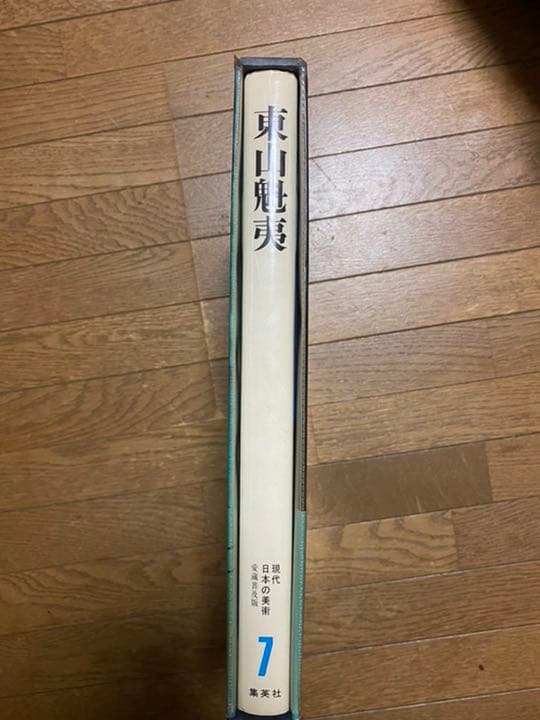 東山魁夷
現代
日本の美術
愛蔵普及版
7
集英社